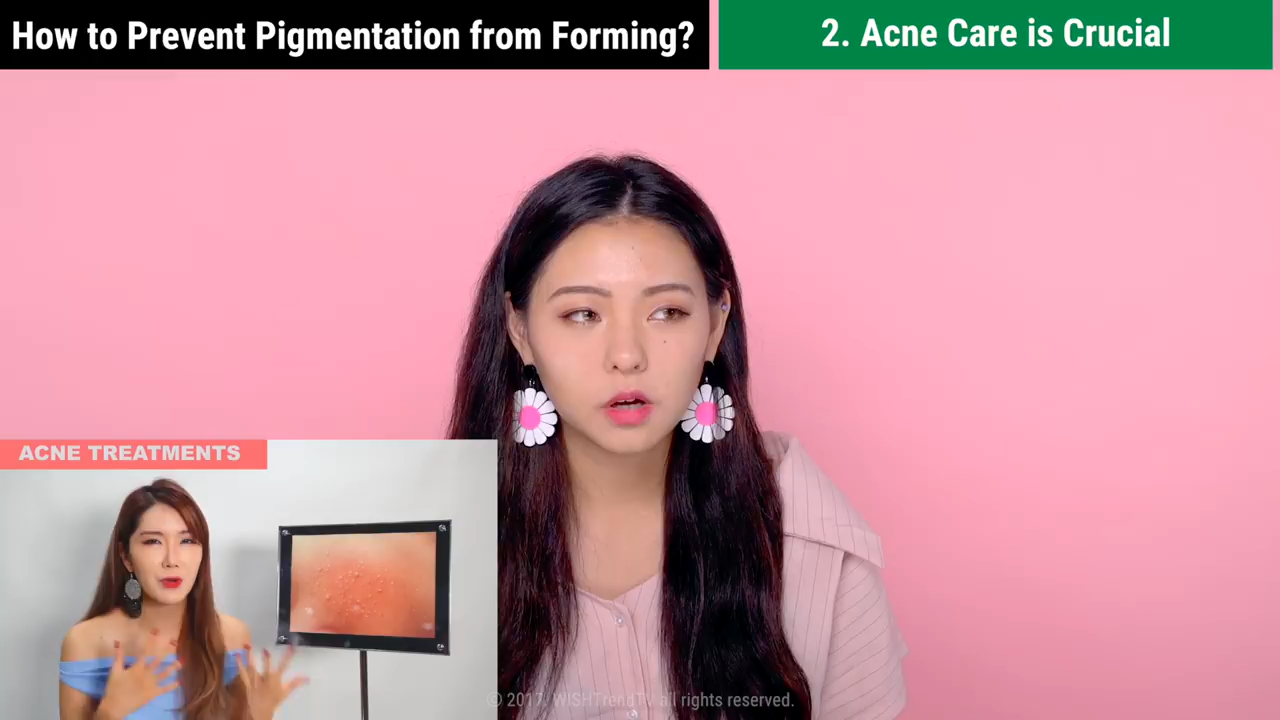 How to Prevent Pigmentation from Forming?
2. Acne Care is Crucial
ACNE TREATMENTS
© 2017. WISHTrendTV all rights reserved.